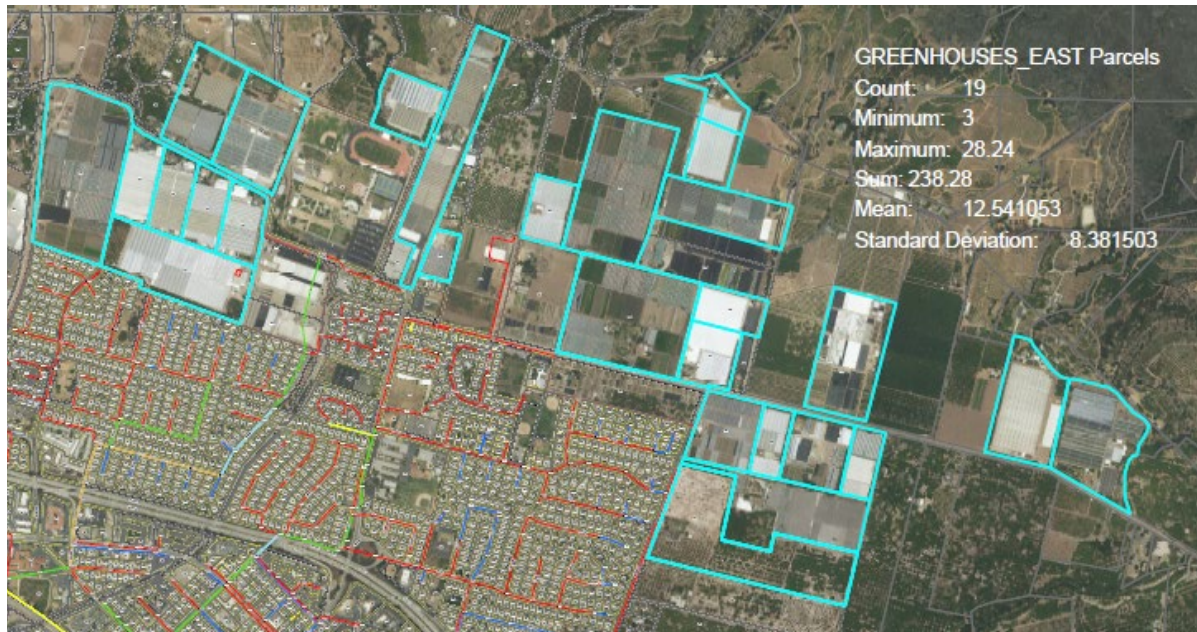 GREENHOUSES_EAST Parcels
Count: 19
Minimum: 3
Maximum: 28.24
Sum: 238.28
Mean: 12.541053
Standard Deviation: 8.381503